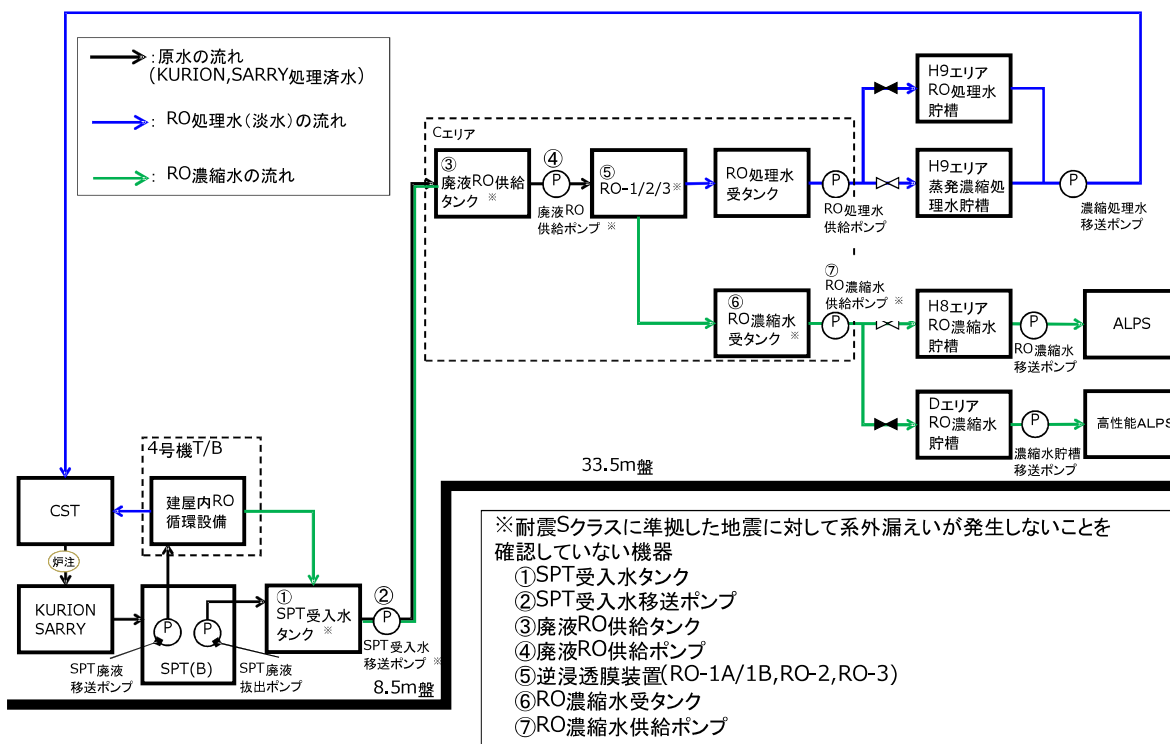 ：原水の流れ
(KURION,SARRY処理済水)
： RO処理水(淡水)の流れ
： RO濃縮水の流れ
Cエリア
③
廃液RO供給
タンク ※
④
P
廃液RO
供給ポンプ ※
⑤
RO-1/2/3※
RO処理水
受タンク
P
RO処理水
供給ポンプ
H9エリア
RO処理水
貯槽
H9エリア
蒸発濃縮処
理水貯槽
P
濃縮処理水
移送ポンプ
⑥
RO濃縮水
受タンク ※
⑦
RO濃縮水
供給ポンプ ※
P
H8エリア
RO濃縮水
貯槽
P
RO濃縮水
移送ポンプ
ALPS
Dエリア
RO濃縮水
貯槽
P
濃縮水貯槽
移送ポンプ
高性能ALPS
33.5m盤
4号機T/B
CST
建屋内RO
循環設備
炉注
KURION
SARRY
P
P
SPT廃液
移送ポンプ
SPT(B)
SPT廃液
抜出ポンプ
①
SPT受入水
タンク ※
②
P
SPT受入水
移送ポンプ ※
8.5m盤
※耐震Sクラスに準拠した地震に対して系外漏えいが発生しないことを
確認していない機器
①SPT受入水タンク
②SPT受入水移送ポンプ
③廃液RO供給タンク
④廃液RO供給ポンプ
⑤逆浸透膜装置(RO-1A/1B,RO-2,RO-3)
⑥RO濃縮水受タンク
⑦RO濃縮水供給ポンプ